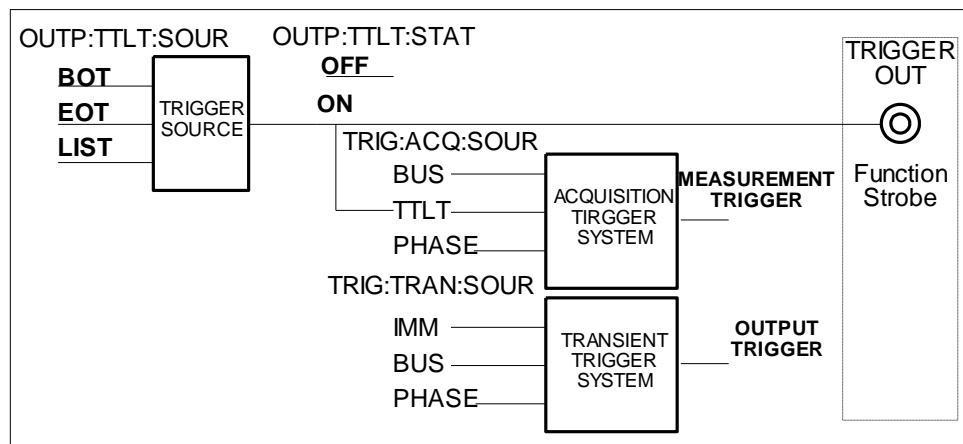 OUTP:TTLT:SOUR
BOT
EOT
LIST
TRIGGER
SOURCE
OUTP:TTLT:STAT
OFF
ON
TRIG:ACQ:SOUR
BUS
TTLT
PHASE
ACQUISITION
TIRGGER
SYSTEM
MEASUREMENT
TRIGGER
TRIG:TRAN:SOUR
IMM
BUS
PHASE
TRANSIENT
TRIGGER
SYSTEM
OUTPUT
TRIGGER
TRIGGER
OUT
Function
Strobe